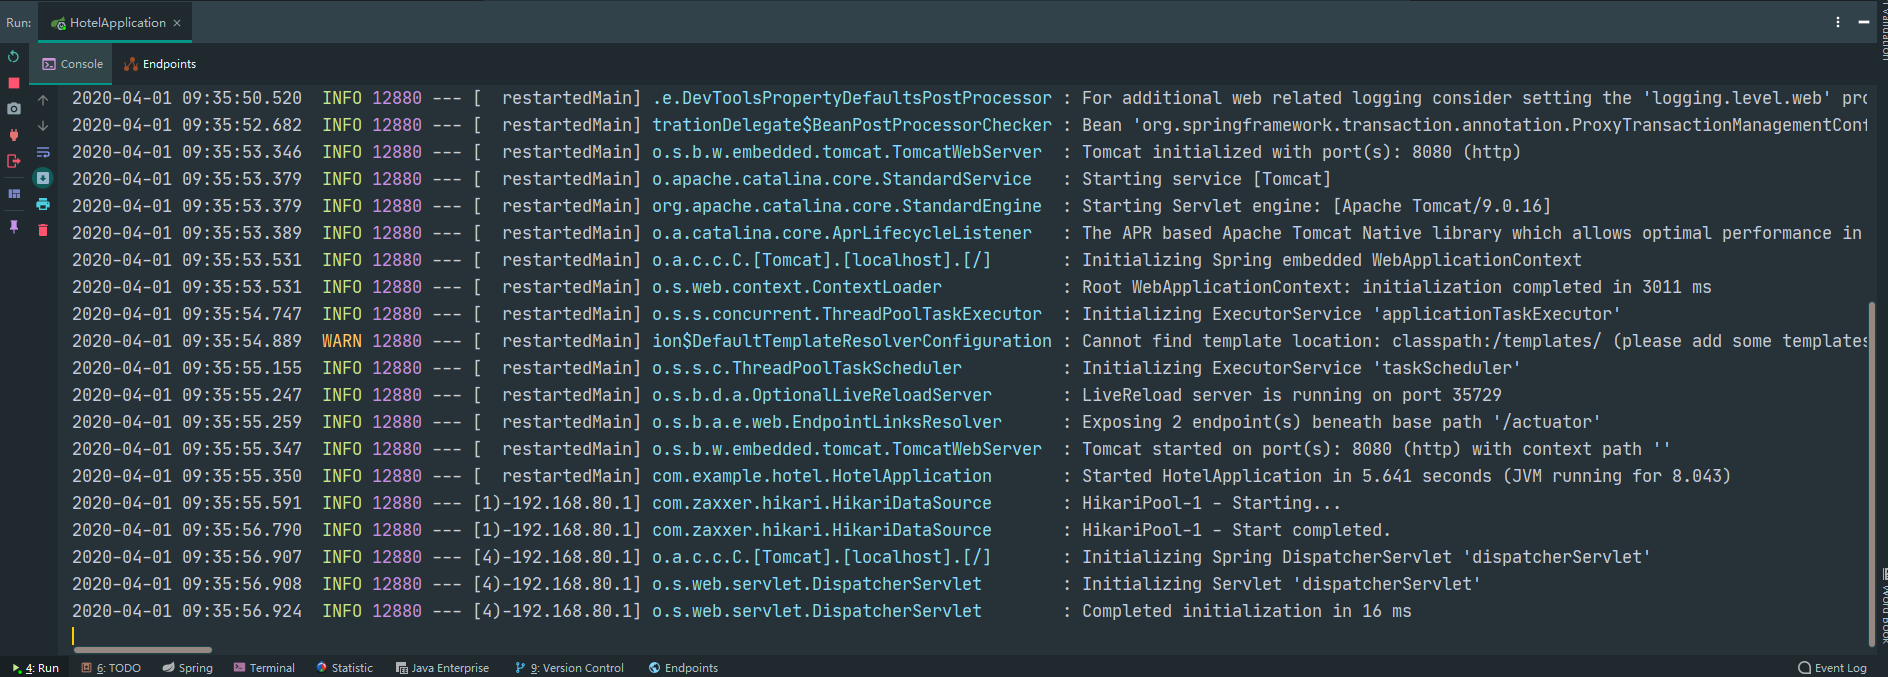 Run: HotelApplication ×
Console Endpoints
2020-04-01 09:35:50.520 INFO 12880 --- [ restartedMain] .e.DevToolsPropertyDefaultsPostProcessor : For additional web related logging consider setting the 'logging.level.web' pro
2020-04-01 09:35:52.682 INFO 12880 --- [ restartedMain] trationDelegate$BeanPostProcessorChecker : Bean 'org.springframework.transaction.annotation.ProxyTransactionManagementConf
2020-04-01 09:35:53.346 INFO 12880 --- [ restartedMain] o.s.b.w.embedded.tomcat.TomcatWebServer : Tomcat initialized with port(s): 8080 (http)
2020-04-01 09:35:53.379 INFO 12880 --- [ restartedMain] o.apache.catalina.core.StandardService : Starting service [Tomcat]
2020-04-01 09:35:53.379 INFO 12880 --- [ restartedMain] org.apache.catalina.core.StandardEngine : Starting Servlet engine: [Apache Tomcat/9.0.16]
2020-04-01 09:35:53.389 INFO 12880 --- [ restartedMain] o.a.catalina.core.AprLifecycleListener : The APR based Apache Tomcat Native library which allows optimal performance in
2020-04-01 09:35:53.531 INFO 12880 --- [ restartedMain] o.a.c.c.C.[Tomcat].[localhost].[/] : Initializing Spring embedded WebApplicationContext
2020-04-01 09:35:53.531 INFO 12880 --- [ restartedMain] o.s.web.context.ContextLoader : Root WebApplicationContext: initialization completed in 3011 ms
2020-04-01 09:35:54.747 INFO 12880 --- [ restartedMain] o.s.s.concurrent.ThreadPoolTaskExecutor : Initializing ExecutorService 'applicationTaskExecutor'
2020-04-01 09:35:54.889 WARN 12880 --- [ restartedMain] ion$DefaultTemplateResolverConfiguration : Cannot find template location: classpath:/templates/ (please add some templates
2020-04-01 09:35:55.155 INFO 12880 --- [ restartedMain] o.s.s.c.ThreadPoolTaskScheduler : Initializing ExecutorService 'taskScheduler'
2020-04-01 09:35:55.247 INFO 12880 --- [ restartedMain] o.s.b.d.a.OptionalLiveReloadServer : LiveReload server is running on port 35729
2020-04-01 09:35:55.259 INFO 12880 --- [ restartedMain] o.s.b.a.e.web.EndpointLinksResolver : Exposing 2 endpoint(s) beneath base path '/actuator'
2020-04-01 09:35:55.347 INFO 12880 --- [ restartedMain] o.s.b.w.embedded.tomcat.TomcatWebServer : Tomcat started on port(s): 8080 (http) with context path ''
2020-04-01 09:35:55.350 INFO 12880 --- [ restartedMain] com.example.hotel.HotelApplication : Started HotelApplication in 5.641 seconds (JVM running for 8.043)
2020-04-01 09:35:55.591 INFO 12880 --- [1)-192.168.80.1] com.zaxxer.hikari.HikariDataSource : HikariPool-1 - Starting...
2020-04-01 09:35:56.790 INFO 12880 --- [1)-192.168.80.1] com.zaxxer.hikari.HikariDataSource : HikariPool-1 - Start completed.
2020-04-01 09:35:56.907 INFO 12880 --- [4)-192.168.80.1] o.a.c.c.C.[Tomcat].[localhost].[/] : Initializing Spring DispatcherServlet 'dispatcherServlet'
2020-04-01 09:35:56.908 INFO 12880 --- [4)-192.168.80.1] o.s.web.servlet.DispatcherServlet : Initializing Servlet 'dispatcherServlet'
2020-04-01 09:35:56.924 INFO 12880 --- [4)-192.168.80.1] o.s.web.servlet.DispatcherServlet : Completed initialization in 16 ms
4: Run 6: TODO Spring Terminal Statistic Java Enterprise 9: Version Control Endpoints Event Log